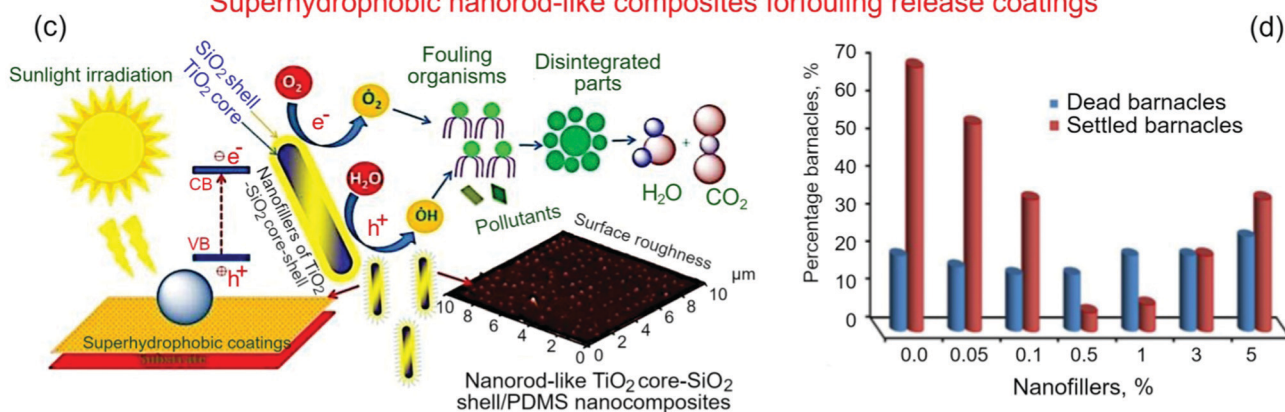 Superhydrophobic nanorod-like composites forfouling release coatings
(c)
Sunlight irradiation
SiO2 shell
TiO2 core
O2
e-
Ȯ2
Fouling
organisms
Disintegrated
parts
⊖e-
CB
VB
⊕h+
Nanofillers of TiO2
-SiO2 core-shell
H2O
h+
ȮH
Pollutants
+
H2O
CO2
Superhydrophobic coatings
Substrate
Surface roughness
µm
10
8
6
4
2
0
0
2
4
6
8
10
Nanorod-like TiO2 core-SiO2
shell/PDMS nanocomposites
(d)
Percentage barnacles, %
70
60
50
40
30
20
10
0
Dead barnacles
Settled barnacles
0.0 0.05 0.1 0.5 1 3 5
Nanofillers, %